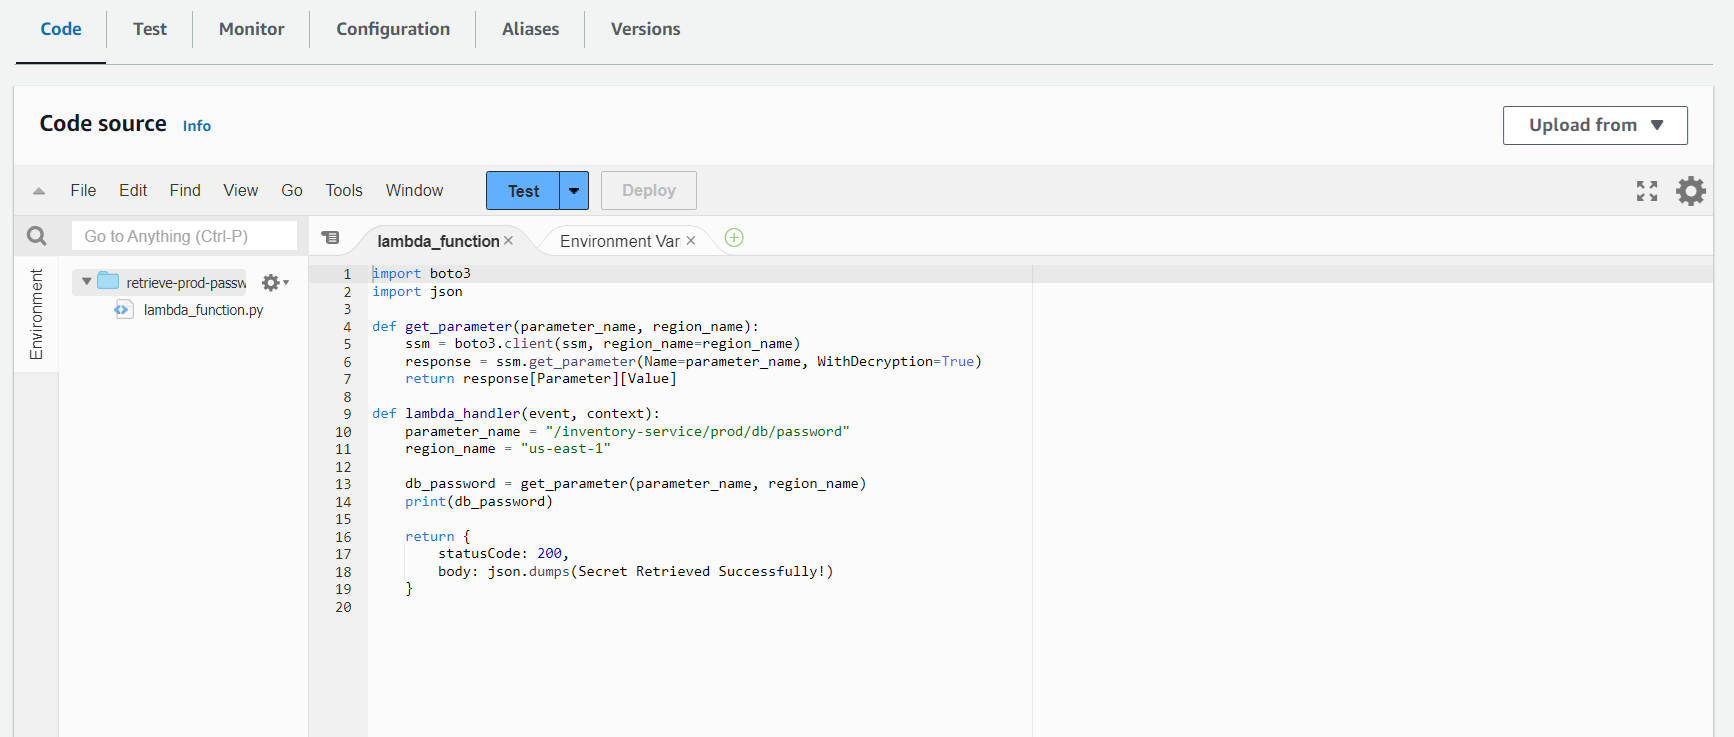 Code Test Monitor Configuration Aliases Versions
Code source Info
Upload from
File Edit Find View Go Tools Window Test Deploy
Go to Anything (Ctrl-P)
lambda_function Environment Var
Environment
retrieve-prod-passw
lambda_function.py
1 import boto3
2 import json
3
4 def get_parameter(parameter_name, region_name):
5 ssm = boto3.client(ssm, region_name=region_name)
6 response = ssm.get_parameter(Name=parameter_name, WithDecryption=True)
7 return response[Parameter][Value]
8
9 def lambda_handler(event, context):
10 parameter_name = "/inventory-service/prod/db/password"
11 region_name = "us-east-1"
12
13 db_password = get_parameter(parameter_name, region_name)
14 print(db_password)
15
16 return {
17 statusCode: 200,
18 body: json.dumps(Secret Retrieved Successfully!)
19 }
20